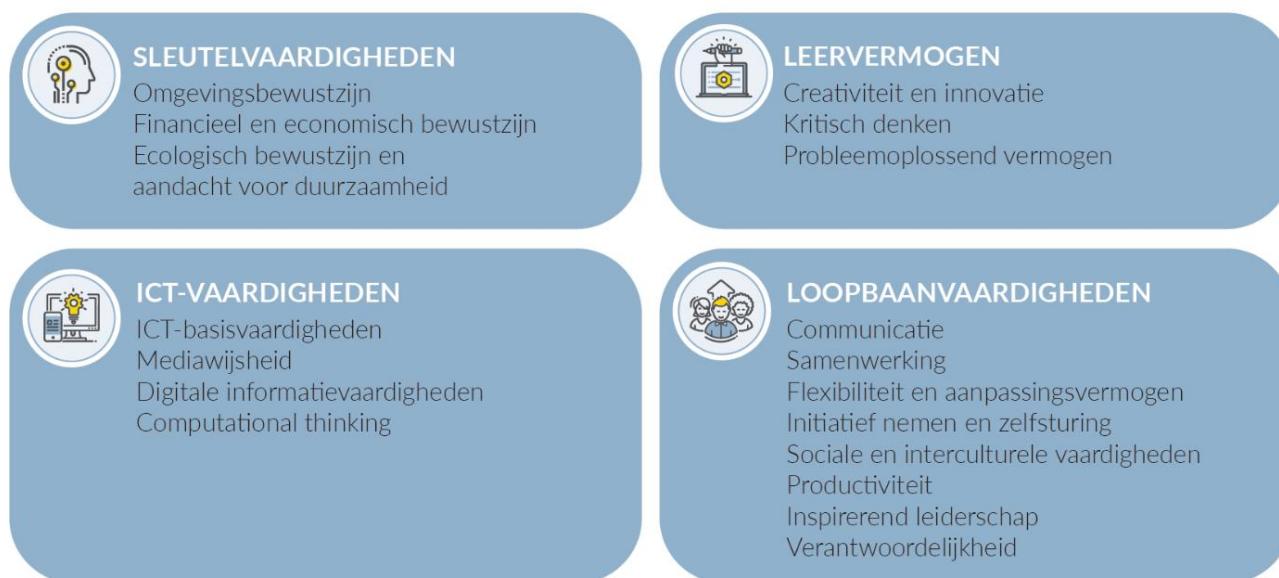 SLEUTELVAARDIGHEDEN
Omgevingsbewustzijn
Financieel en economisch bewustzijn
Ecologisch bewustzijn en
aandacht voor duurzaamheid
LEERVERMOGEN
Creativiteit en innovatie
Kritisch denken
Probleemoplossend vermogen
ICT-VAARDIGHEDEN
ICT-basisvaardigheden
Mediawijsheid
Digitale informatievaardigheden
Computational thinking
LOOPBAANVAARDIGHEDEN
Communicatie
Samenwerking
Flexibiliteit en aanpassingsvermogen
Initiatief nemen en zelfsturing
Sociale en interculturele vaardigheden
Productiviteit
Inspirerend leiderschap
Verantwoordelijkheid